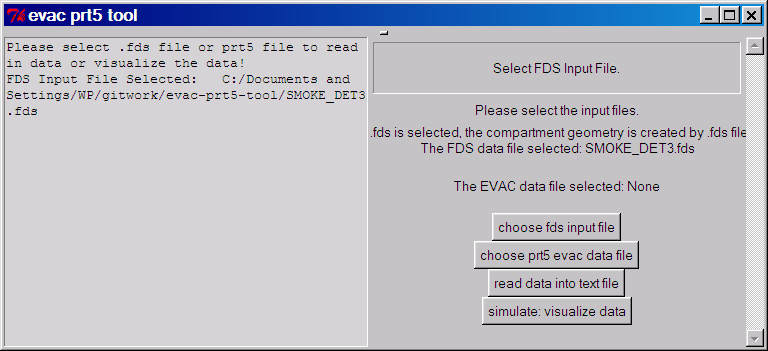 evac prt5 tool
Please select .fds file or prt5 file to read
in data or visualize the data!
FDS Input File Selected:   C:/Documents and
Settings/WP/gitwork/evac-prt5-tool/SMOKE_DET3
.fds
Select FDS Input File.
Please select the input files.
.fds is selected, the compartment geometry is created by .fds file
The FDS data file selected: SMOKE_DET3.fds
The EVAC data file selected: None
choose fds input file
choose prt5 evac data file
read data into text file
simulate: visualize data